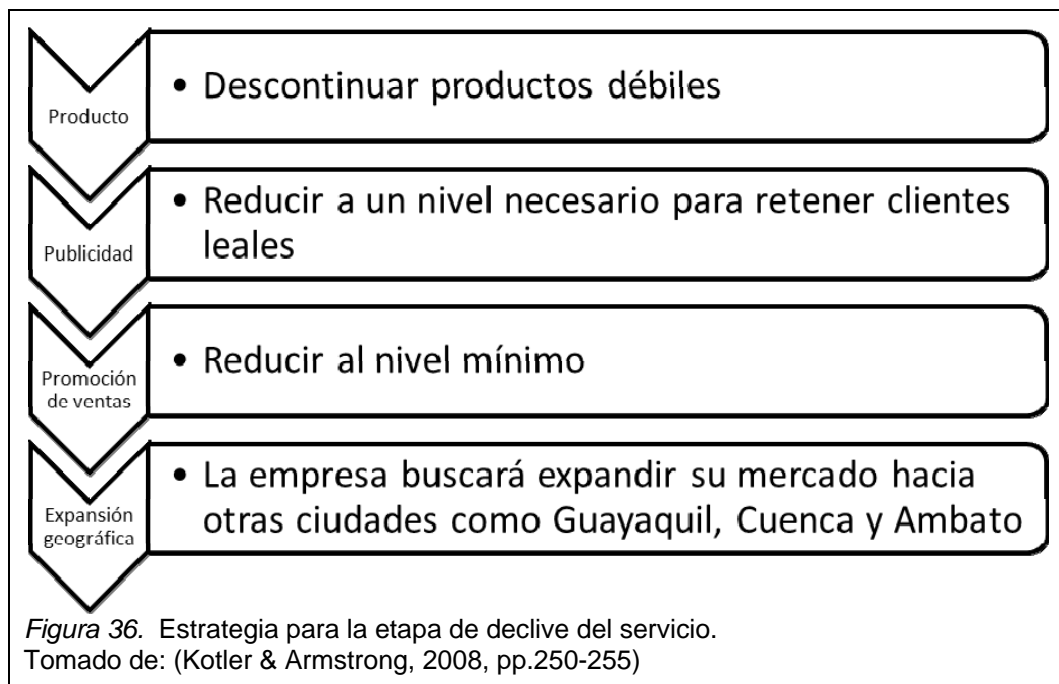 Producto
• Descontinuar productos débiles
Publicidad
• Reducir a un nivel necesario para retener clientes
leales
Promoción
de ventas
• Reducir al nivel mínimo
Expansión
geográfica
• La empresa buscará expandir su mercado hacia
otras ciudades como Guayaquil, Cuenca y Ambato
Figura 36. Estrategia para la etapa de declive del servicio.
Tomado de: (Kotler & Armstrong, 2008, pp.250-255)